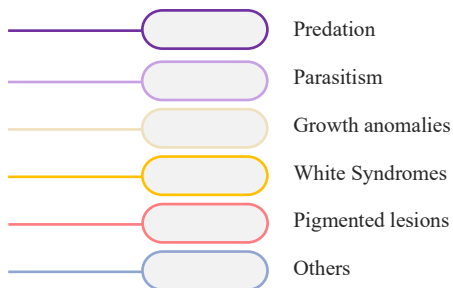 Predation
Parasitism
Growth anomalies
White Syndromes
Pigmented lesions
Others